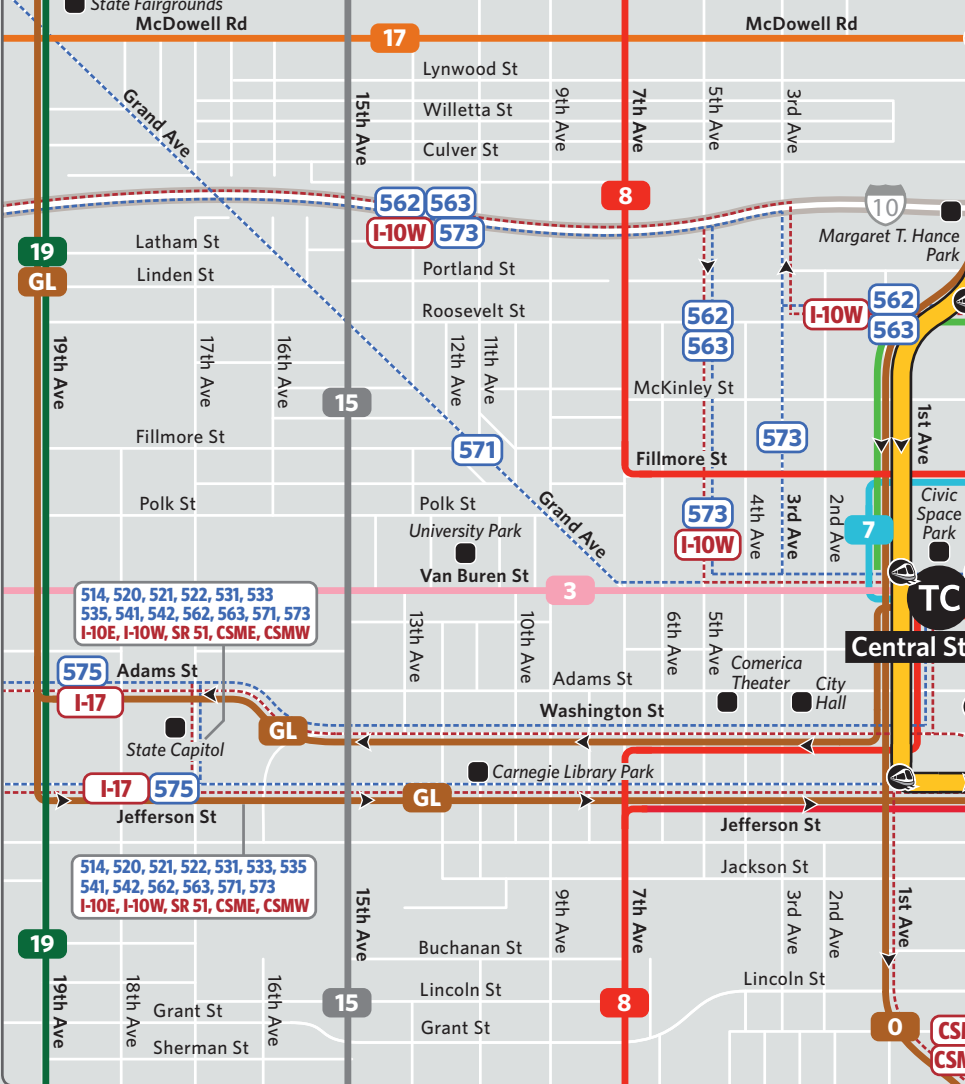 State Fairgrounds
McDowell Rd
McDowell Rd
17
Lynwood St
Willetta St
Culver St
Grand Ave
15th Ave
9th Ave
7th Ave
5th Ave
3rd Ave
8
562
563
I-10W
573
10
Margaret T. Hance
Park
19
GL
Latham St
Linden St
Portland St
Roosevelt St
562
563
I-10W
562
563
19th Ave
17th Ave
16th Ave
12th Ave
11th Ave
15
McKinley St
1st Ave
573
Fillmore St
571
Fillmore St
Polk St
Polk St
Grand Ave
573
I-10W
4th Ave
3rd Ave
2nd Ave
7
Civic
Space
Park
University Park
Van Buren St
3
TC
Central St
514, 520, 521, 522, 531, 533
535, 541, 542, 562, 563, 571, 573
I-10E, I-10W, SR 51, CSME, CSMW
13th Ave
10th Ave
6th Ave
5th Ave
575
Adams St
I-17
Adams St
Comerica
Theater
City
Hall
Washington St
GL
State Capitol
Carnegie Library Park
I-17
575
GL
Jefferson St
Jefferson St
514, 520, 521, 522, 531, 533, 535
541, 542, 562, 563, 571, 573
I-10E, I-10W, SR 51, CSME, CSMW
Jackson St
15th Ave
9th Ave
7th Ave
3rd Ave
2nd Ave
1st Ave
19
Buchanan St
19th Ave
18th Ave
16th Ave
15
Lincoln St
8
Lincoln St
Grant St
Grant St
Sherman St
0
CS
CSM